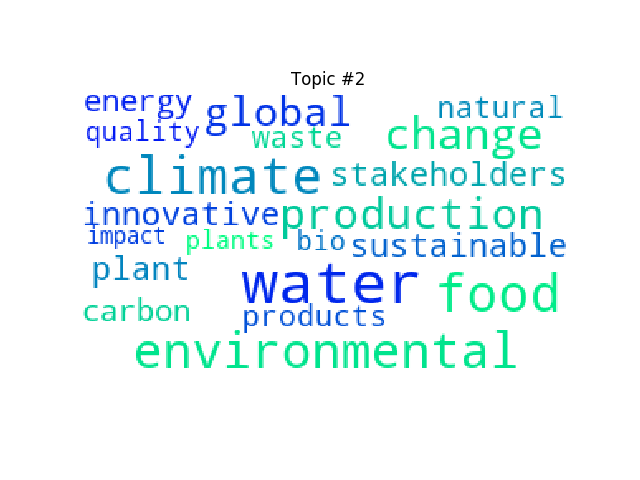 Topic #2
energy global natural
quality waste change
climate stakeholders
innovative production
impact plants bio sustainable
plant water food
carbon products
environmental